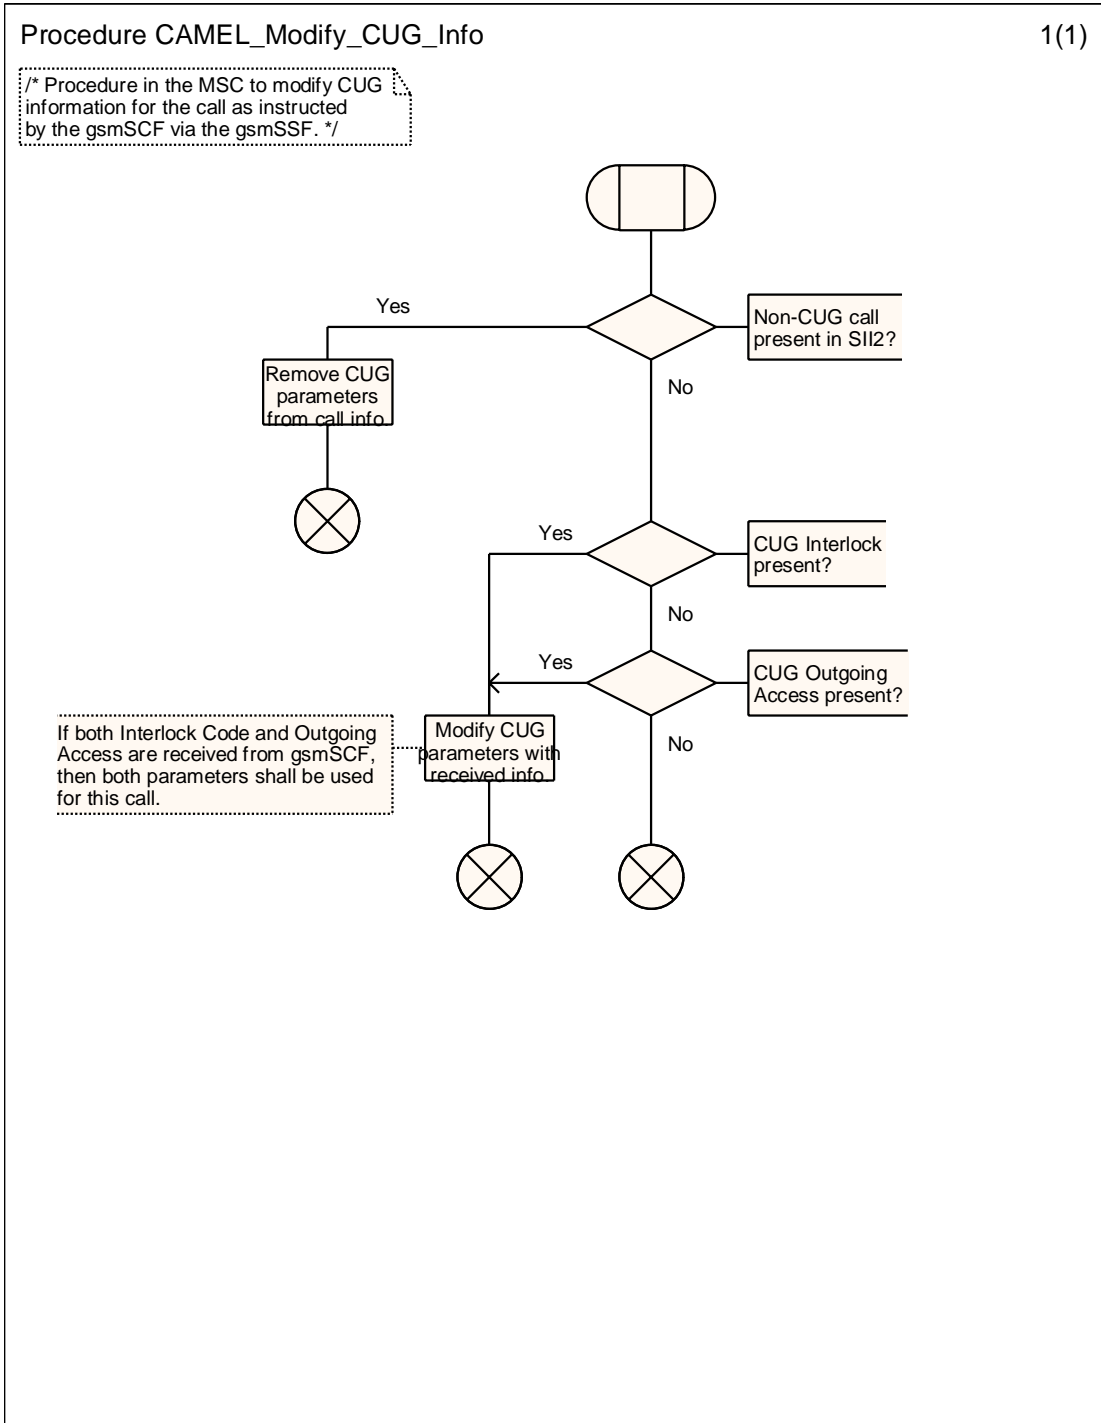 Procedure CAMEL_Modify_CUG_Info
1(1)
/* Procedure in the MSC to modify CUG
information for the call as instructed
by the gsmSCF via the gsmSSF. */
Yes
Non-CUG call
present in SII2?
Remove CUG
parameters
from call info.
No
Yes
CUG Interlock
present?
No
Yes
CUG Outgoing
Access present?
If both Interlock Code and Outgoing
Access are received from gsmSCF,
then both parameters shall be used
for this call.
Modify CUG
parameters with
received info.
No